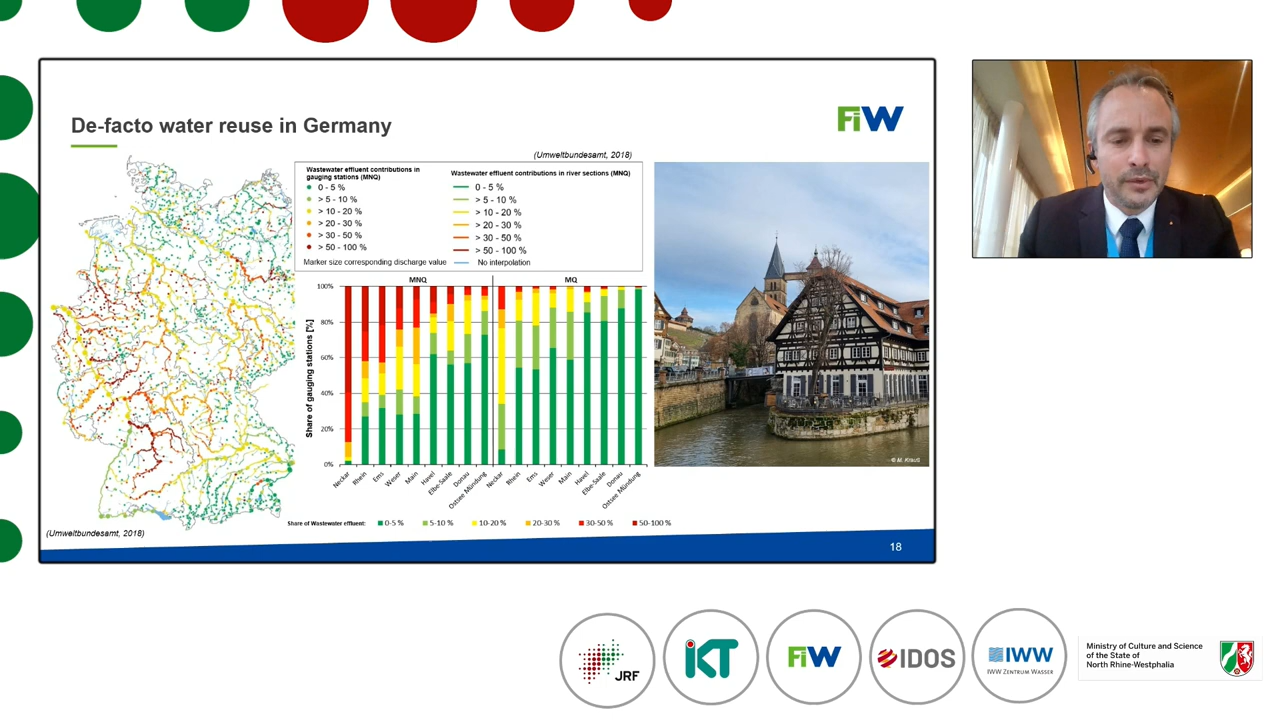 De-facto water reuse in Germany
FiW
(Umweltbundesamt, 2018)
Wastewater effluent contributions in
gauging stations (MNQ)
0 - 5 %
> 5 - 10 %
> 10 - 20 %
> 20 - 30 %
> 30 - 50 %
> 50 - 100 %
Marker size corresponding discharge value
Wastewater effluent contributions in river sections (MNQ)
0 - 5 %
> 5 - 10 %
> 10 - 20 %
> 20 - 30 %
> 30 - 50 %
> 50 - 100 %
No interpolation
MNQ
MQ
Share of gauging stations [%]
100%
80%
60%
40%
20%
0%
Neckar
Rhein
Ems
Weser
Main
Havel
Elbe-Saale
Donau
Ostsee Mündung
Neckar
Rhein
Ems
Weser
Main
Havel
Elbe-Saale
Donau
Ostsee Mündung
Share of Wastewater effluent:
0-5 %
5-10 %
10-20 %
20-30 %
30-50 %
50-100 %
© M. Kraus
(Umweltbundesamt, 2018)
18
JRF
iKT
FiW
IDOS
IWW
IWW ZENTRUM WASSER
Ministry of Culture and Science
of the State of
North Rhine-Westphalia